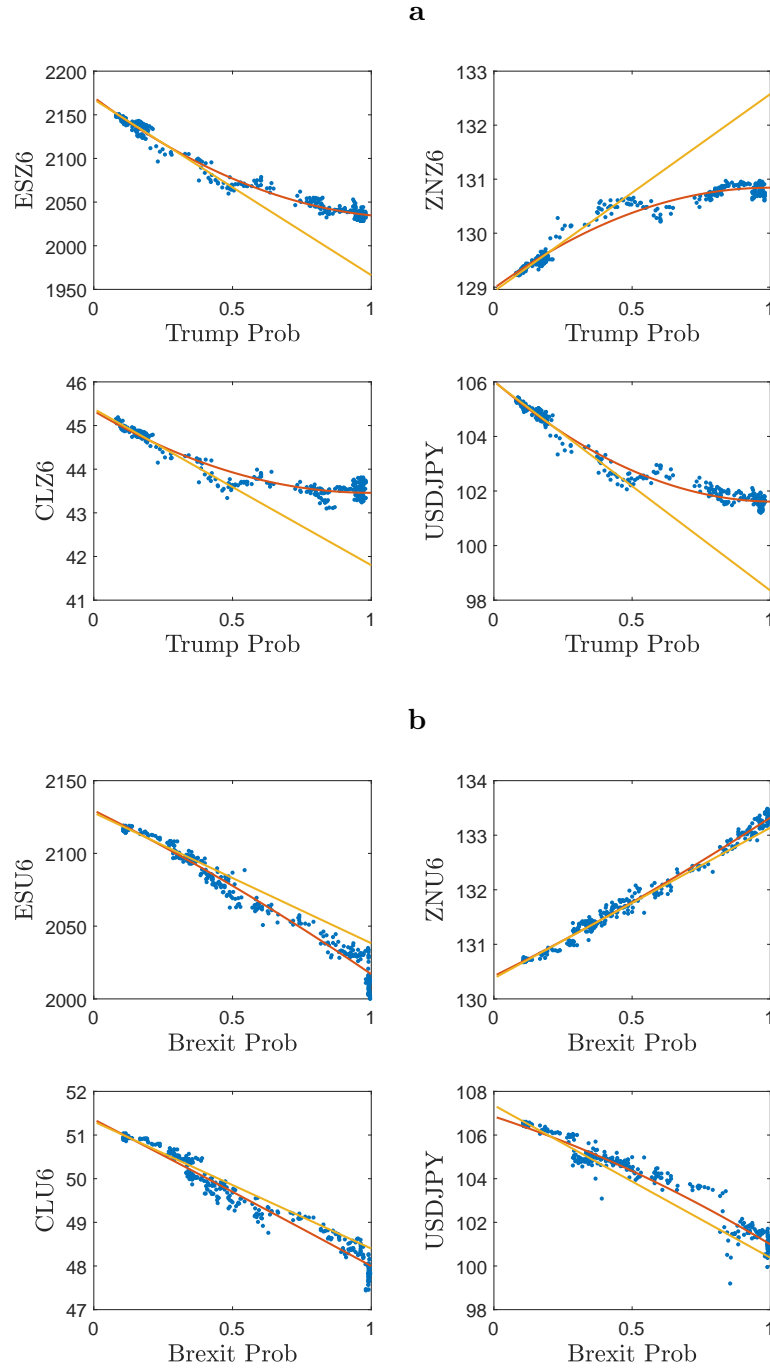 a
2200
2150
2100
2050
2000
1950
ESZ6
0 0.5 1
Trump Prob
133
132
131
130
129
ZNZ6
0 0.5 1
Trump Prob
46
45
44
43
42
41
CLZ6
0 0.5 1
Trump Prob
106
104
102
100
98
USDJPY
0 0.5 1
Trump Prob
b
2150
2100
2050
2000
ESU6
0 0.5 1
Brexit Prob
134
133
132
131
130
ZNU6
0 0.5 1
Brexit Prob
52
51
50
49
48
47
CLU6
0 0.5 1
Brexit Prob
108
106
104
102
100
98
USDJPY
0 0.5 1
Brexit Prob